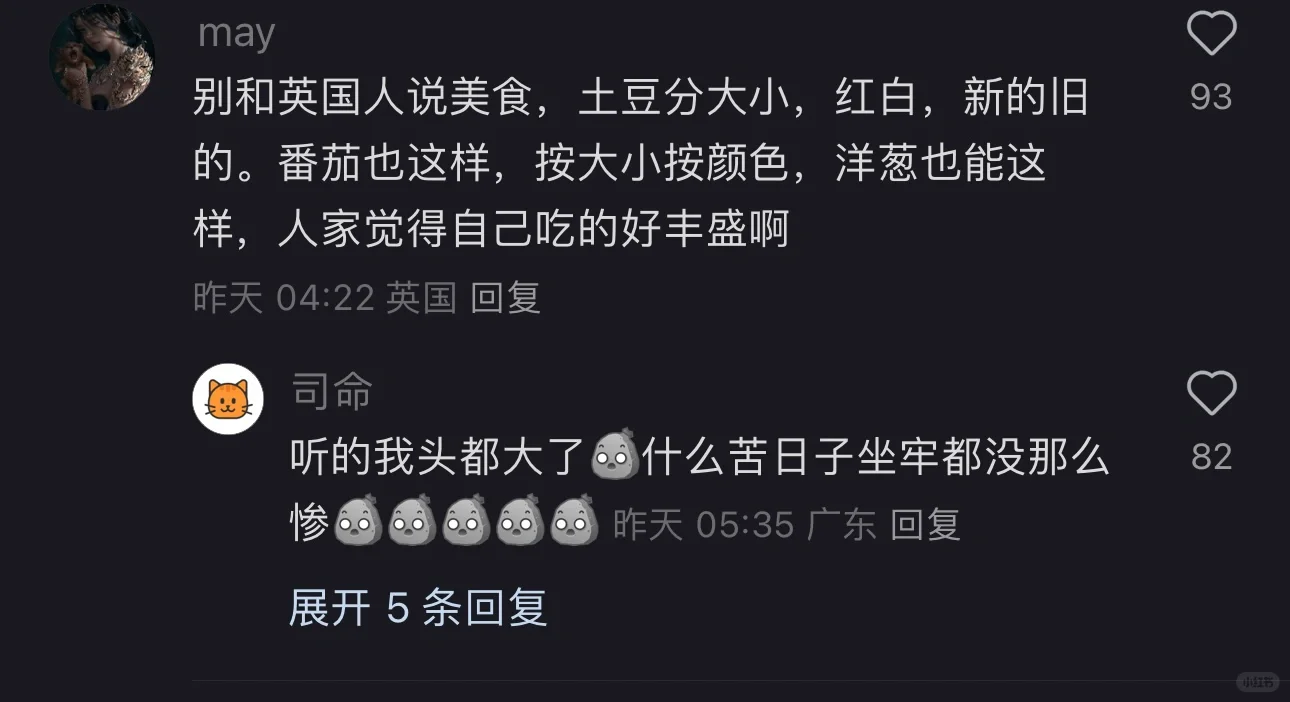 may
别和英国人说美食，土豆分大小，红白，新的旧
93
的。番茄也这样，按大小按颜色，洋葱也能这
样，人家觉得自己吃的好丰盛啊
昨天 04:22 英国 回复
司命
听的我头都大了什么苦日子坐牢都没那么
82
惨 昨天 05:35 广东 回复
展开 5 条回复
小红书